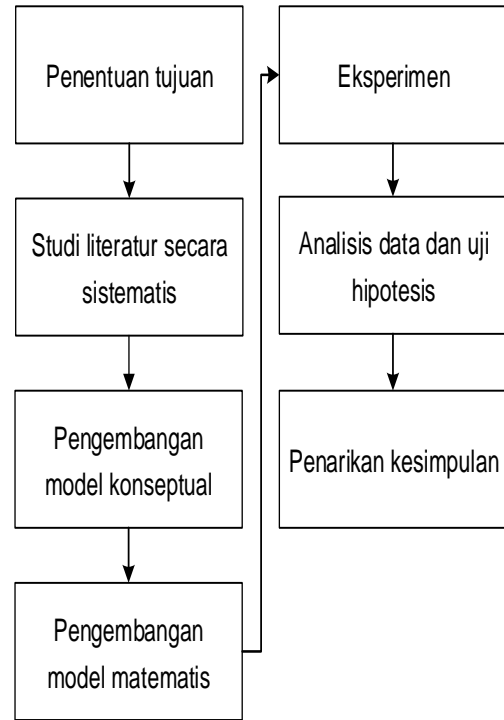 Penentuan tujuan
Studi literatur secara
sistematis
Pengembangan
model konseptual
Pengembangan
model matematis
Eksperimen
Analisis data dan uji
hipotesis
Penarikan kesimpulan